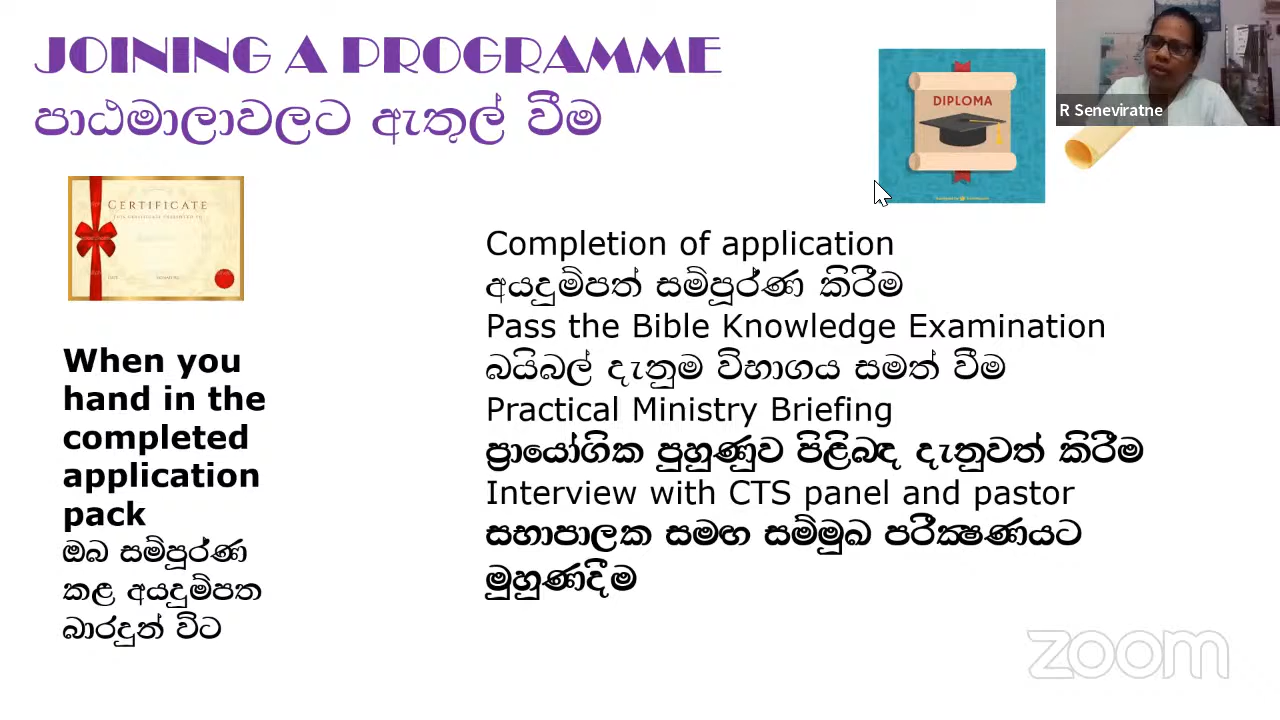 JOINING A PROGRAMME
පාඨමාලාවලට ඇතුල් වීම
DIPLOMA
R Seneviratne
CERTIFICATE
When you
hand in the
completed
application
pack
ඔබ සම්පූර්ණ
කළ අයදුම්පත
බාරදුන් විට
Completion of application
අයදුම්පත් සම්පූර්ණ කිරීම
Pass the Bible Knowledge Examination
බයිබල් දැනුම විභාගය සමත් වීම
Practical Ministry Briefing
ප්‍රායෝගික පුහුණුව පිළිබඳ දැනුවත් කිරීම
Interview with CTS panel and pastor
සභාපාලක සමඟ සම්මුඛ පරීක්ෂණයට
මුහුණදීම
zoom